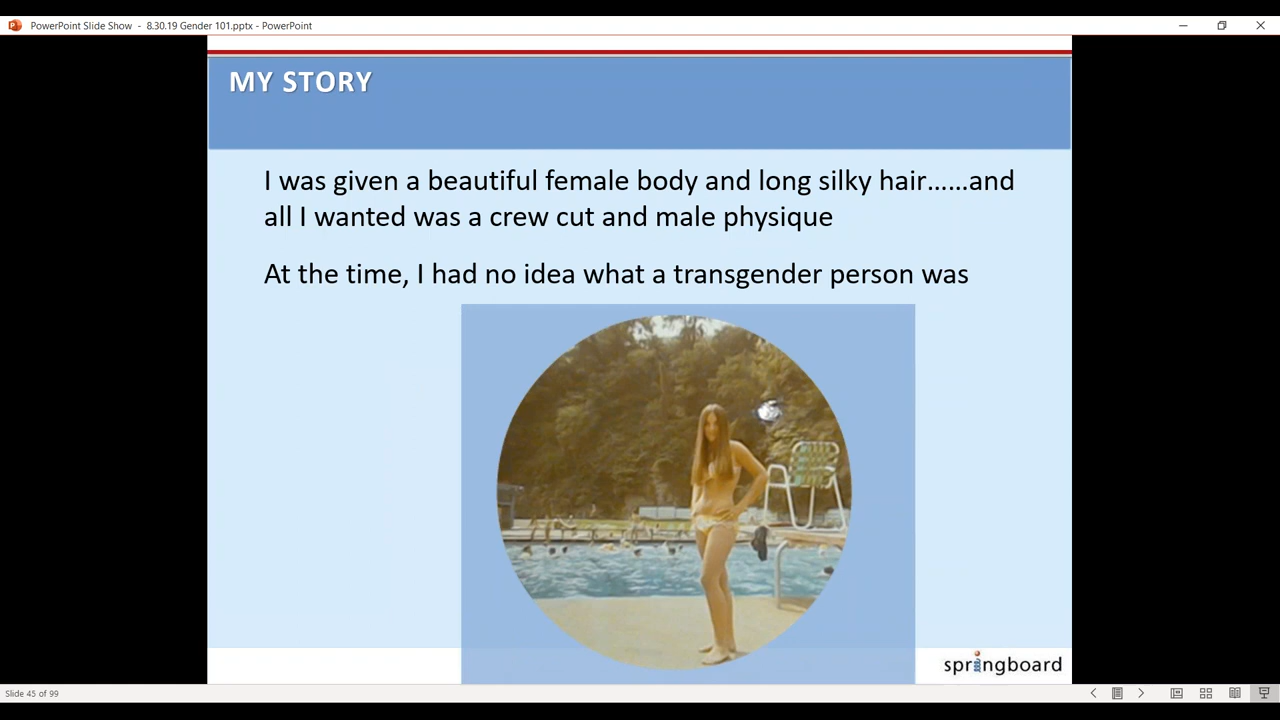 PowerPoint Slide Show - 8.30.19 Gender 101.pptx - PowerPoint
MY STORY
I was given a beautiful female body and long silky hair……and
all I wanted was a crew cut and male physique
At the time, I had no idea what a transgender person was
springboard
Slide 45 of 99